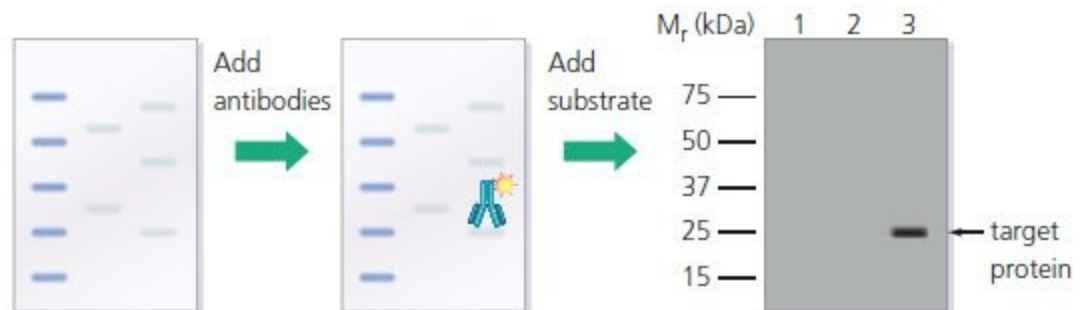 Add
antibodies
Add
substrate
Mr (kDa) 1 2 3
75
50
37
25
15
target
protein